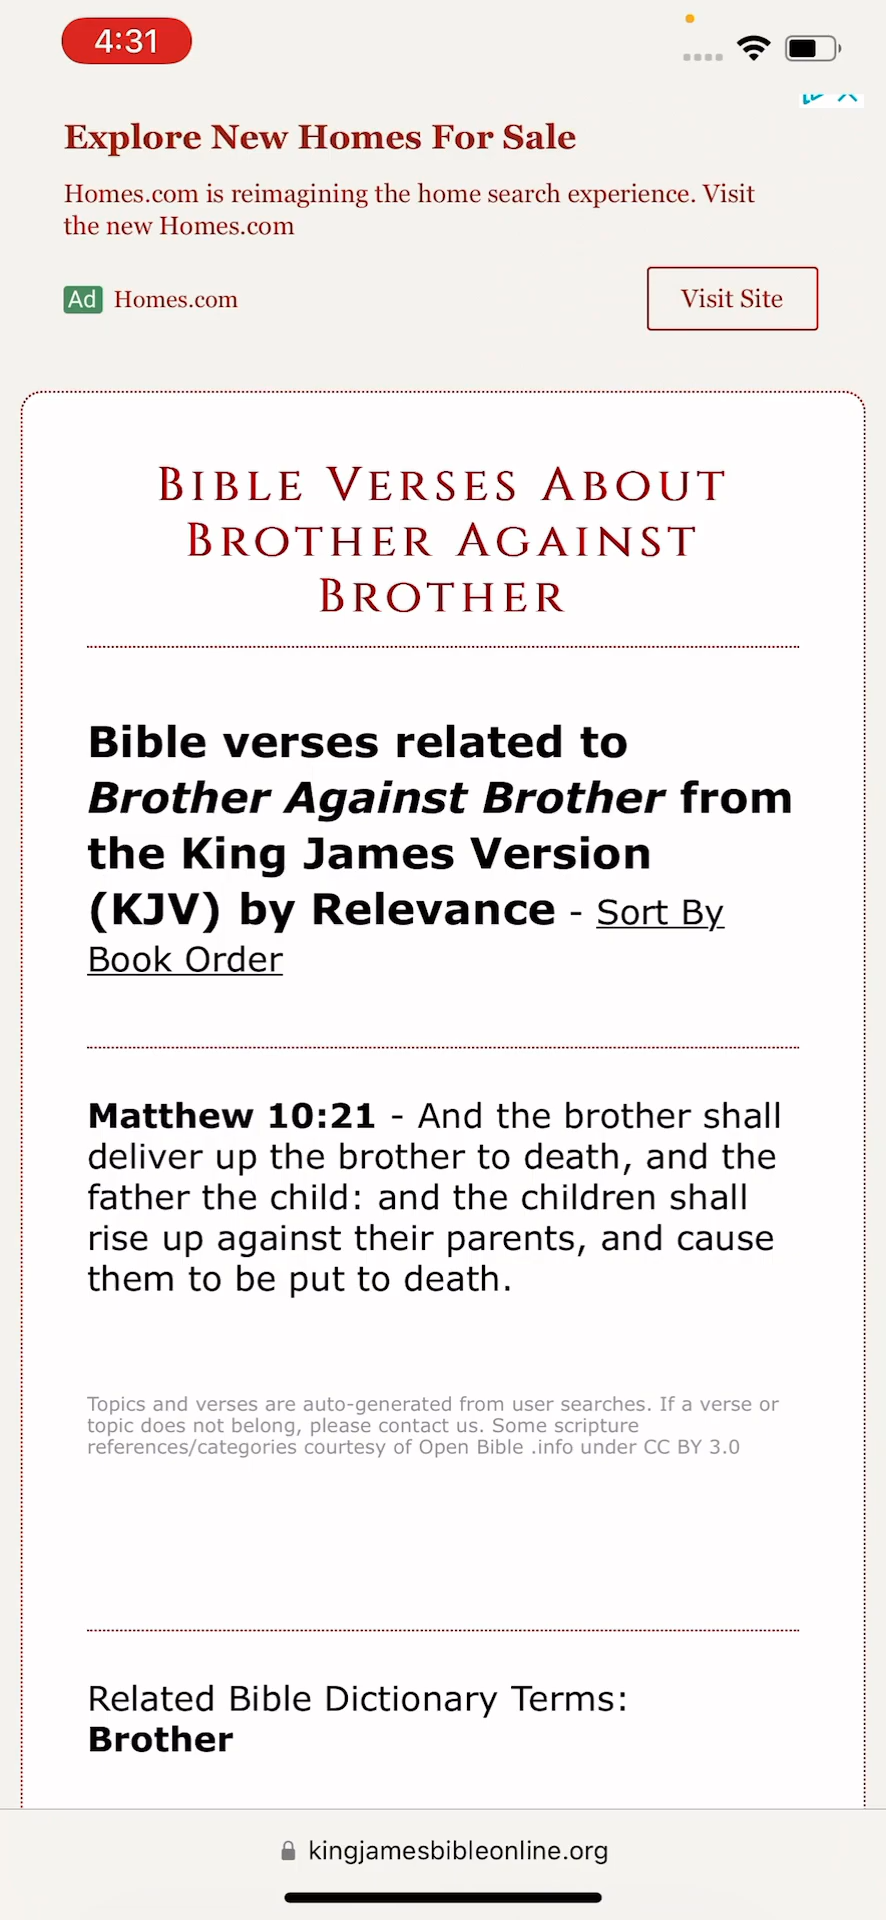 4:31
Explore New Homes For Sale
Homes.com is reimagining the home search experience. Visit
the new Homes.com
Ad Homes.com
Visit Site
Bible Verses About
Brother Against
Brother
Bible verses related to
Brother Against Brother from
the King James Version
(KJV) by Relevance - Sort By
Book Order
Matthew 10:21 - And the brother shall
deliver up the brother to death, and the
father the child: and the children shall
rise up against their parents, and cause
them to be put to death.
Topics and verses are auto-generated from user searches. If a verse or
topic does not belong, please contact us. Some scripture
references/categories courtesy of Open Bible .info under CC BY 3.0
Related Bible Dictionary Terms:
Brother
kingjamesbibleonline.org